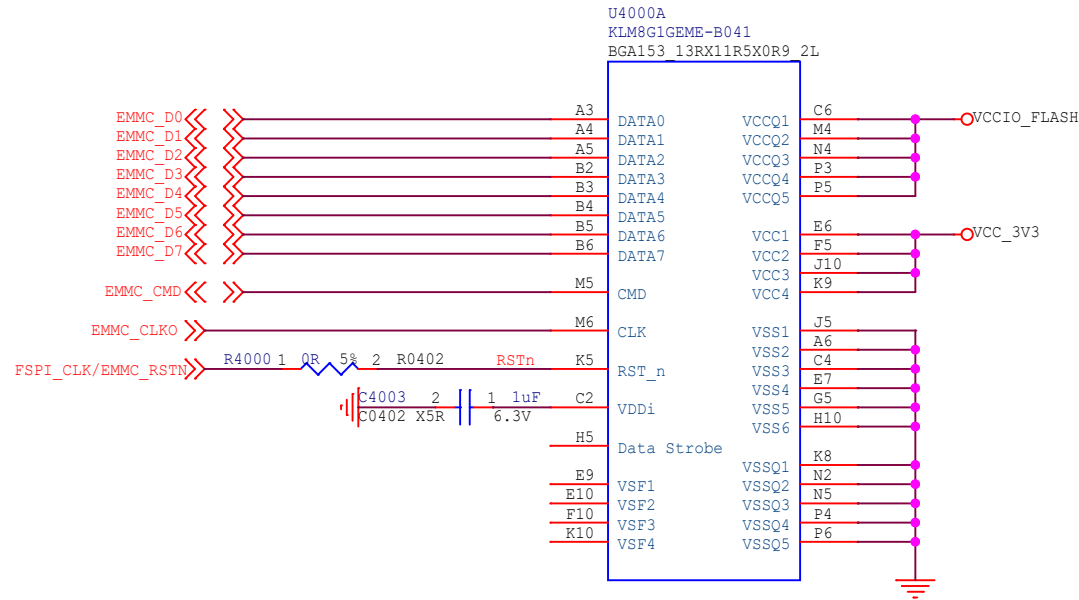 U4000A
KLM8G1GEME-B041
BGA153_13RX11R5X0R9_2L
EMMC_D0 A3 DATA0 VCCQ1 C6 VCCIO_FLASH
EMMC_D1 A4 DATA1 VCCQ2 M4
EMMC_D2 A5 DATA2 VCCQ3 N4
EMMC_D3 B2 DATA3 VCCQ4 P3
EMMC_D4 B3 DATA4 VCCQ5 P5
EMMC_D5 B4 DATA5
EMMC_D6 B5 DATA6 VCC1 E6 VCC_3V3
EMMC_D7 B6 DATA7 VCC2 F5
VCC3 J10
EMMC_CMD M5 CMD VCC4 K9
EMMC_CLKO M6 CLK VSS1 J5
VSS2 A6
FSPI_CLK/EMMC_RSTN R4000 1 0R 5% 2 R0402 RSTn K5 RST_n VSS3 C4
VSS4 E7
C4003 2 1 1uF C2 VDDi VSS5 G5
C0402 X5R 6.3V VSS6 H10
H5 Data Strobe
VSSQ1 K8
E9 VSF1 VSSQ2 N2
E10 VSF2 VSSQ3 N5
F10 VSF3 VSSQ4 P4
K10 VSF4 VSSQ5 P6